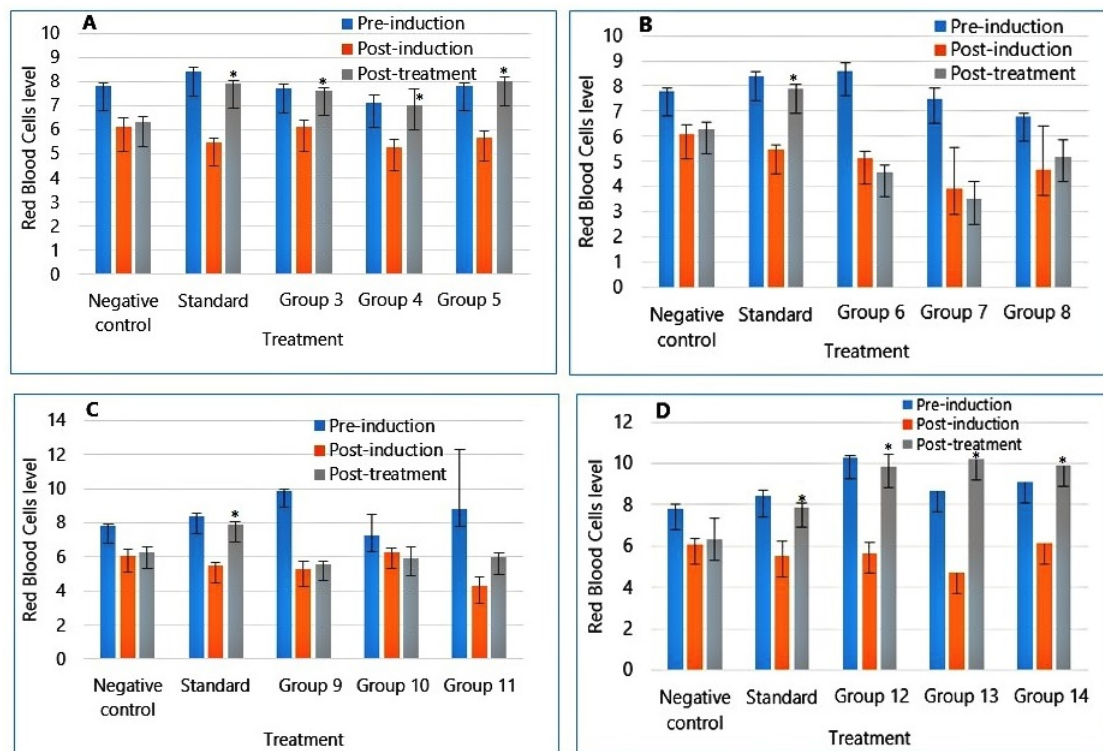 A
Pre-induction
Post-induction
Post-treatment
Red Blood Cells level
10
9
8
7
6
5
4
3
2
1
0
* * * *
Negative control
Standard
Group 3
Group 4
Group 5
Treatment
B
Pre-induction
Post-induction
Post-treatment
Red Blood Cells level
10
9
8
7
6
5
4
3
2
1
0
*
Negative control
Standard
Group 6
Group 7
Group 8
Treatment
C
Pre-induction
Post-induction
Post-treatment
Red Blood Cells level
14
12
10
8
6
4
2
0
*
Negative control
Standard
Group 9
Group 10
Group 11
Treatment
D
Pre-induction
Post-induction
Post-treatment
Red Blood Cells level
12
10
8
6
4
2
0
* * * *
Negative control
Standard
Group 12
Group 13
Group 14
Treatment